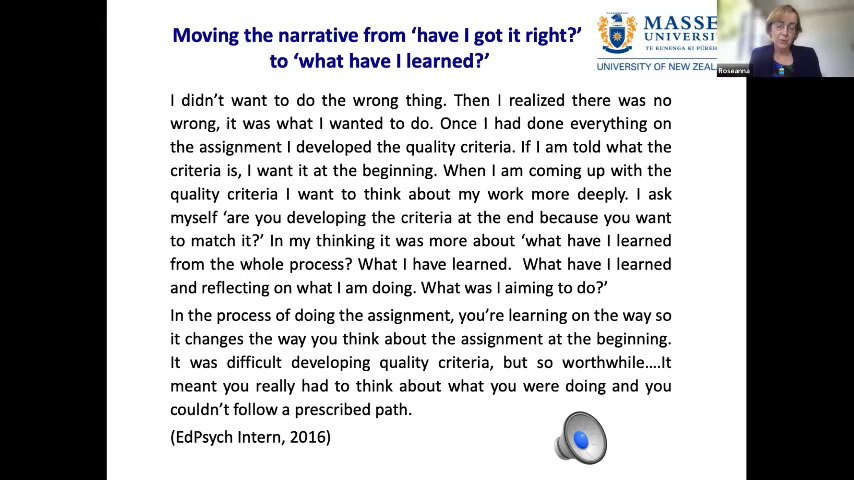 Moving the narrative from ‘have I got it right?’
to ‘what have I learned?’
MASSE
UNIVERSI
TE KUNENGA KI PŪREH
UNIVERSITY OF NEW ZEAL
Roseanna
I didn’t want to do the wrong thing. Then I realized there was no
wrong, it was what I wanted to do. Once I had done everything on
the assignment I developed the quality criteria. If I am told what the
criteria is, I want it at the beginning. When I am coming up with the
quality criteria I want to think about my work more deeply. I ask
myself ‘are you developing the criteria at the end because you want
to match it?’ In my thinking it was more about ‘what have I learned
from the whole process? What I have learned.  What have I learned
and reflecting on what I am doing. What was I aiming to do?’
In the process of doing the assignment, you’re learning on the way so
it changes the way you think about the assignment at the beginning.
It was difficult developing quality criteria, but so worthwhile….It
meant you really had to think about what you were doing and you
couldn’t follow a prescribed path.
(EdPsych Intern, 2016)